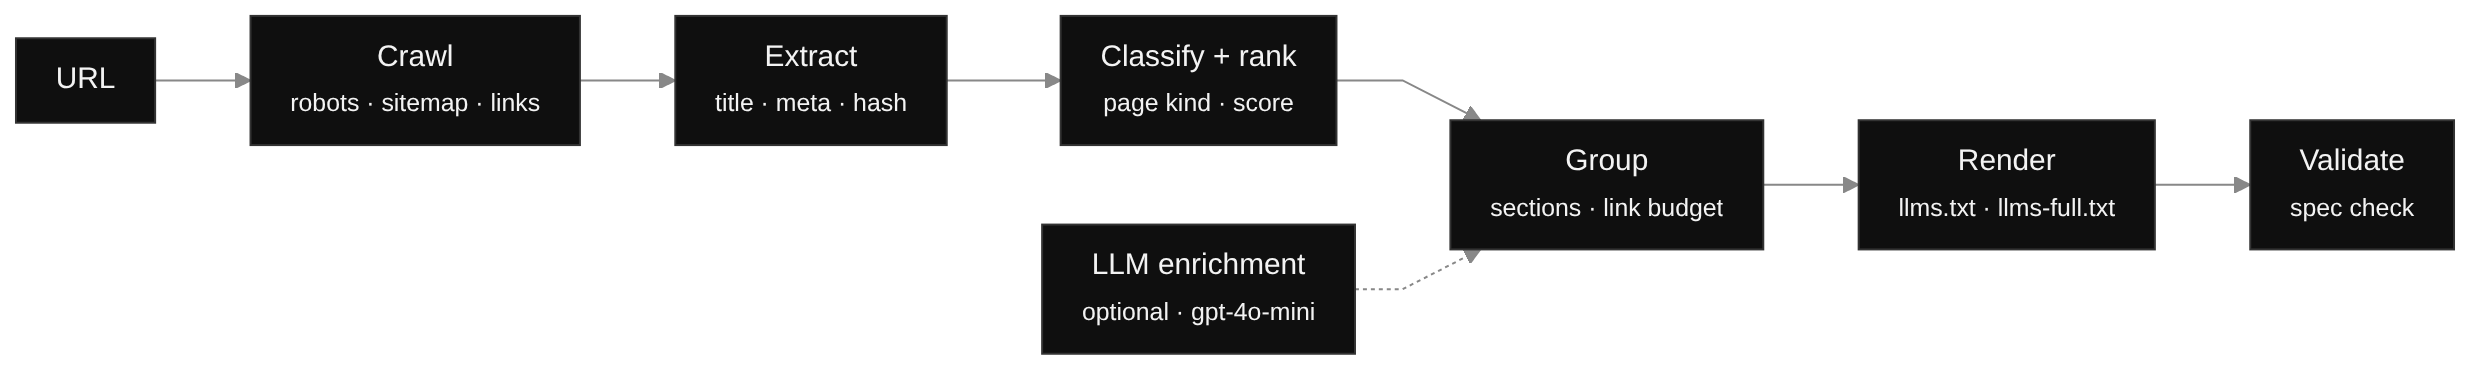 URL
Crawl
robots · sitemap · links
Extract
title · meta · hash
Classify + rank
page kind · score
LLM enrichment
optional · gpt-4o-mini
Group
sections · link budget
Render
llms.txt · llms-full.txt
Validate
spec check